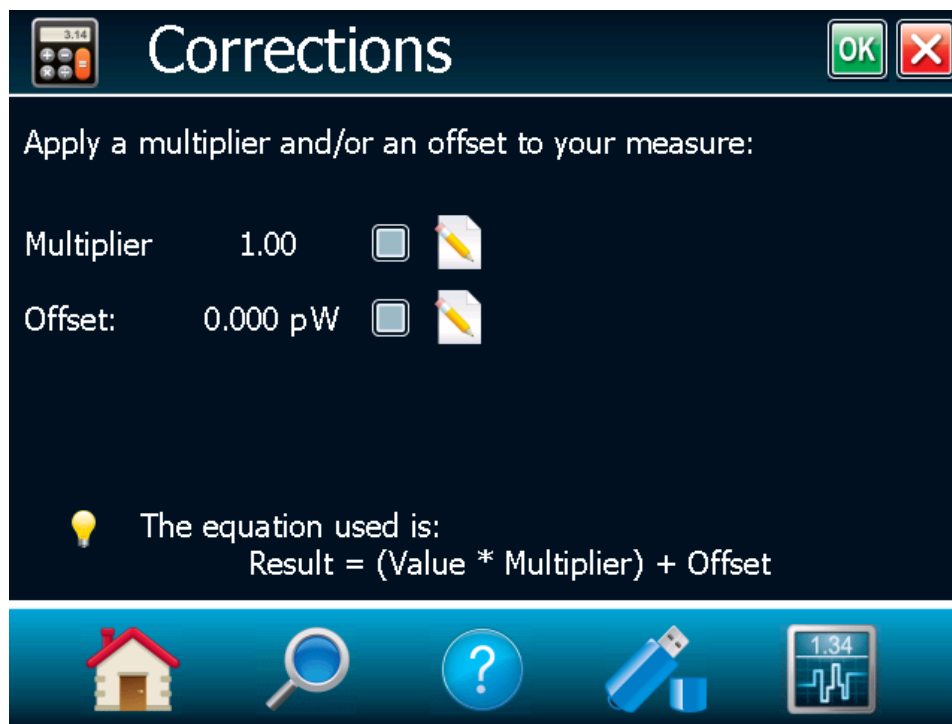 3.14
Corrections
OK
Apply a multiplier and/or an offset to your measure:
Multiplier 1.00
Offset: 0.000 pW
The equation used is:
Result = (Value * Multiplier) + Offset
?
1.34